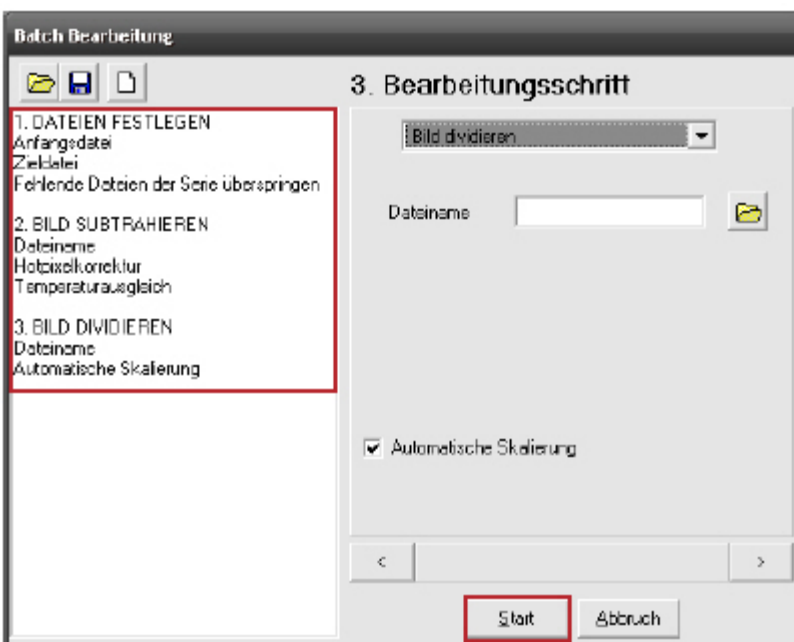 Batch Bearbeitung
3. Bearbeitungsschritt
1. DATEIEN FESTLEGEN
Anfangsdatei
Zieldatei
Fehlende Dateien der Serie überspringen
2. BILD SUBTRAHIEREN
Dateiname
Hotpixelkorrektur
Temperaturausgleich
3. BILD DIVIDIEREN
Dateiname
Automatische Skalierung
Bild dividieren
Dateiname
Automatische Skalierung
< >
Start Abbruch